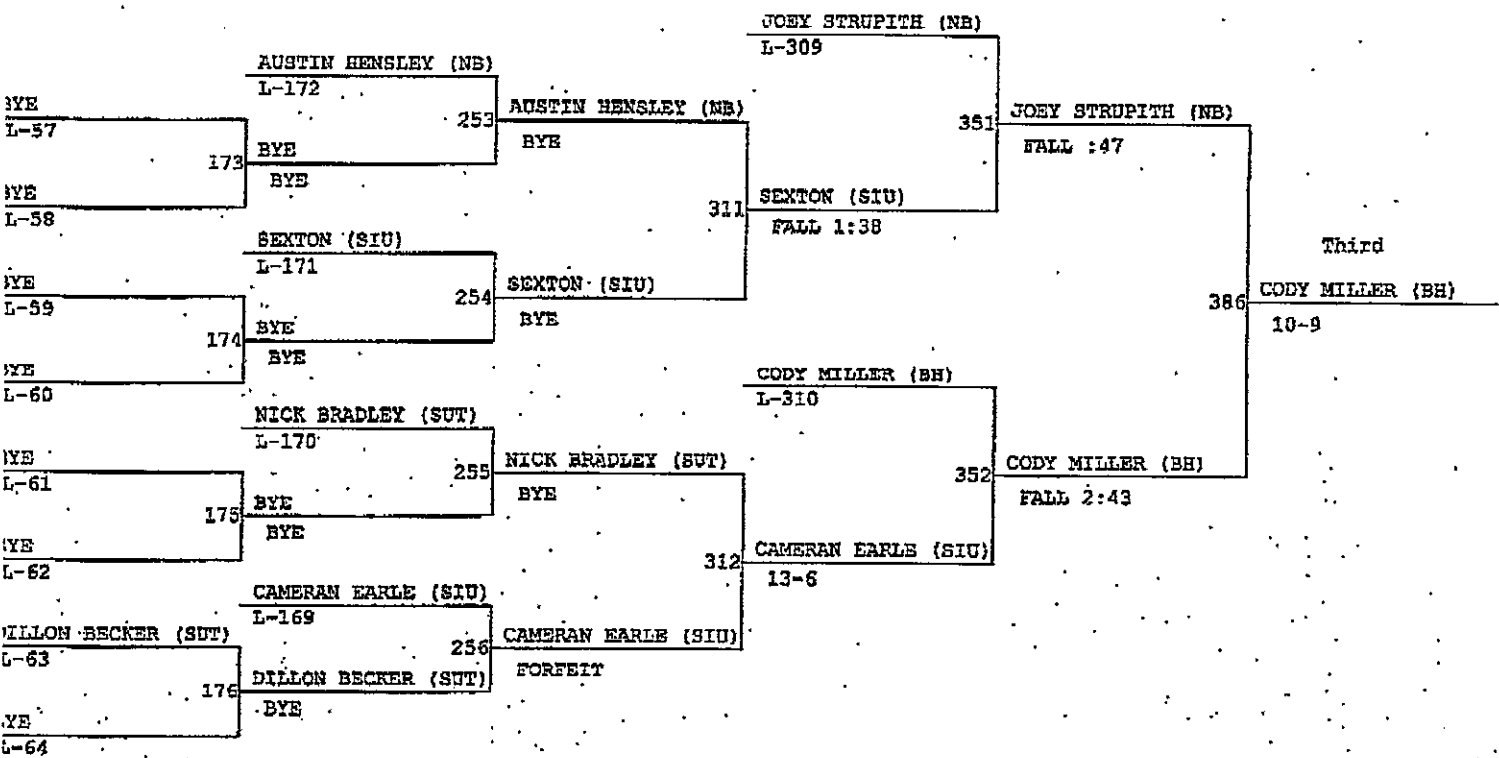 JOEY STRUPITH (NB)
L-309
AUSTIN HENSLEY (NB)
L-172
BYE
L-57
253
AUSTIN HENSLEY (NB)
BYE
351
JOEY STRUPITH (NB)
FALL :47
173
BYE
BYE
BYE
L-58
311
SEXTON (SIU)
FALL 1:38
SEXTON (SIU)
L-171
Third
BYE
L-59
254
SEXTON (SIU)
BYE
386
CODY MILLER (BH)
10-9
174
BYE
BYE
BYE
L-60
CODY MILLER (BH)
L-310
NICK BRADLEY (SUT)
L-170
BYE
L-61
255
NICK BRADLEY (SUT)
BYE
352
CODY MILLER (BH)
FALL 2:43
175
BYE
BYE
BYE
L-62
312
CAMERAN EARLE (SIU)
13-6
CAMERAN EARLE (SIU)
L-169
DILLON BECKER (SUT)
L-63
256
CAMERAN EARLE (SIU)
FORFEIT
176
DILLON BECKER (SUT)
BYE
BYE
L-64